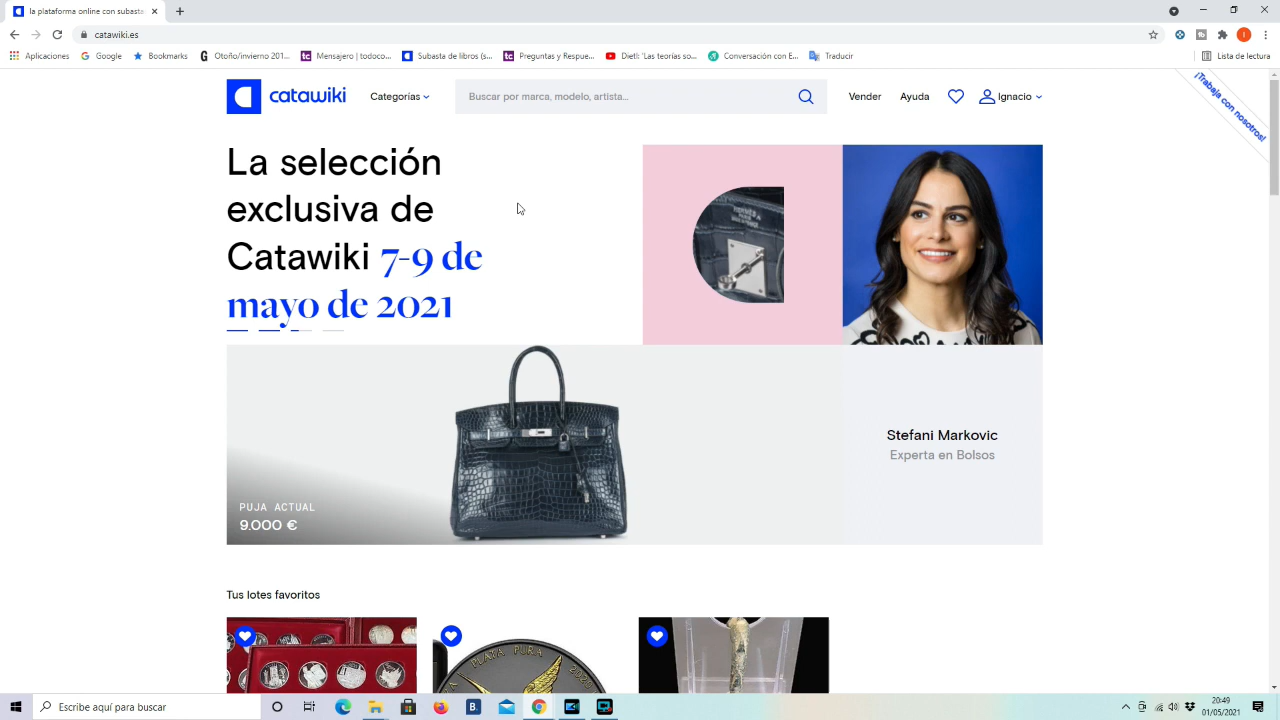 la plataforma online con subasta
catawiki.es
Aplicaciones
Google
Bookmarks
Otoño/invierno 201...
Mensajero | todoco...
Subasta de libros (s...
Preguntas y Respue...
Dietl: "Las teorías so...
Conversación con E...
Traducir
Lista de lectura
catawiki
Categorías
Buscar por marca, modelo, artista...
Vender
Ayuda
Ignacio
¡Trabaja con nosotros!
La selección
exclusiva de
Catawiki 7-9 de
mayo de 2021
HERMÈS
PARIS
Stefani Markovic
Experta en Bolsos
PUJA ACTUAL
9.000 €
Tus lotes favoritos
PLATA PURA
Escribe aquí para buscar
20:49
01/05/2021